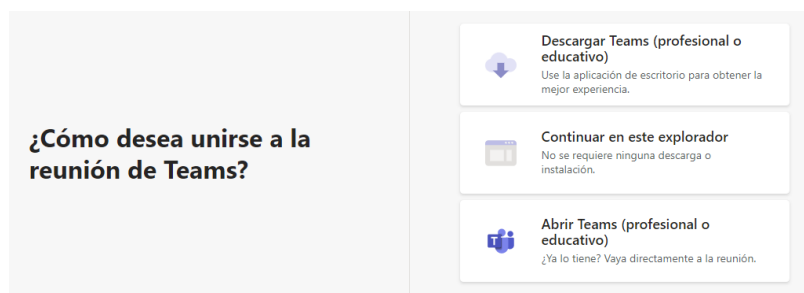 ¿Cómo desea unirse a la
reunión de Teams?
Descargar Teams (profesional o
educativo)
Use la aplicación de escritorio para obtener la
mejor experiencia.
Continuar en este explorador
No se requiere ninguna descarga o
instalación.
Abrir Teams (profesional o
educativo)
¿Ya lo tiene? Vaya directamente a la reunión.